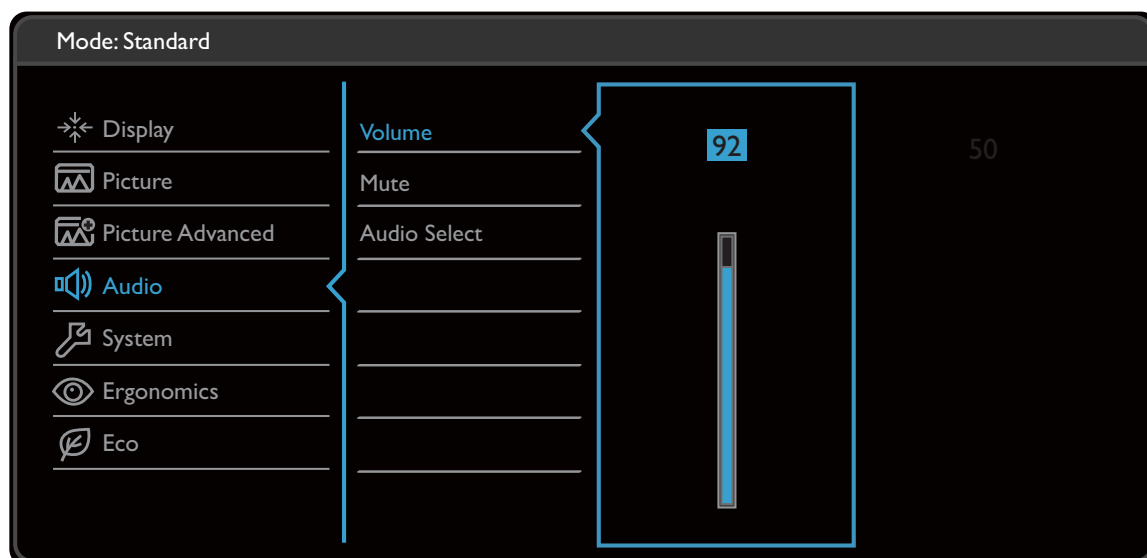 Mode: Standard
Display
Picture
Picture Advanced
Audio
System
Ergonomics
Eco
Volume
Mute
Audio Select
92
50